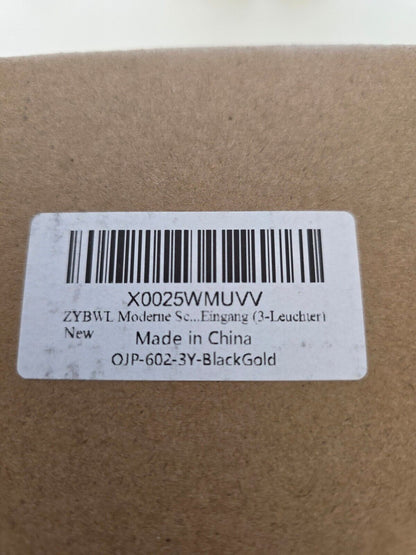 X0025WMUVV
ZYBWL Moderne Sc...Eingang (3-Leuchter)
New
Made in China
OJP-602-3Y-BlackGold